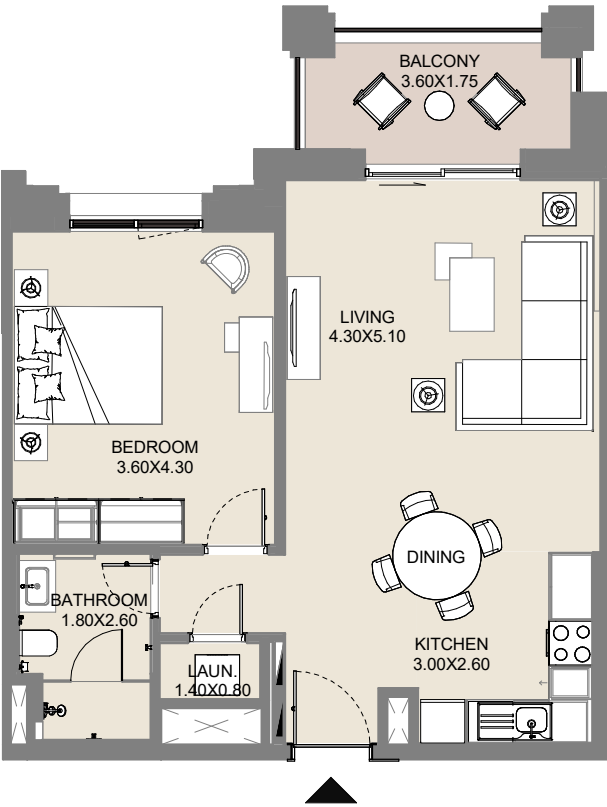 BALCONY
3.60X1.75
LIVING
4.30X5.10
BEDROOM
3.60X4.30
DINING
BATHROOM
1.80X2.60
KITCHEN
3.00X2.60
LAUN.
1.40X0.80